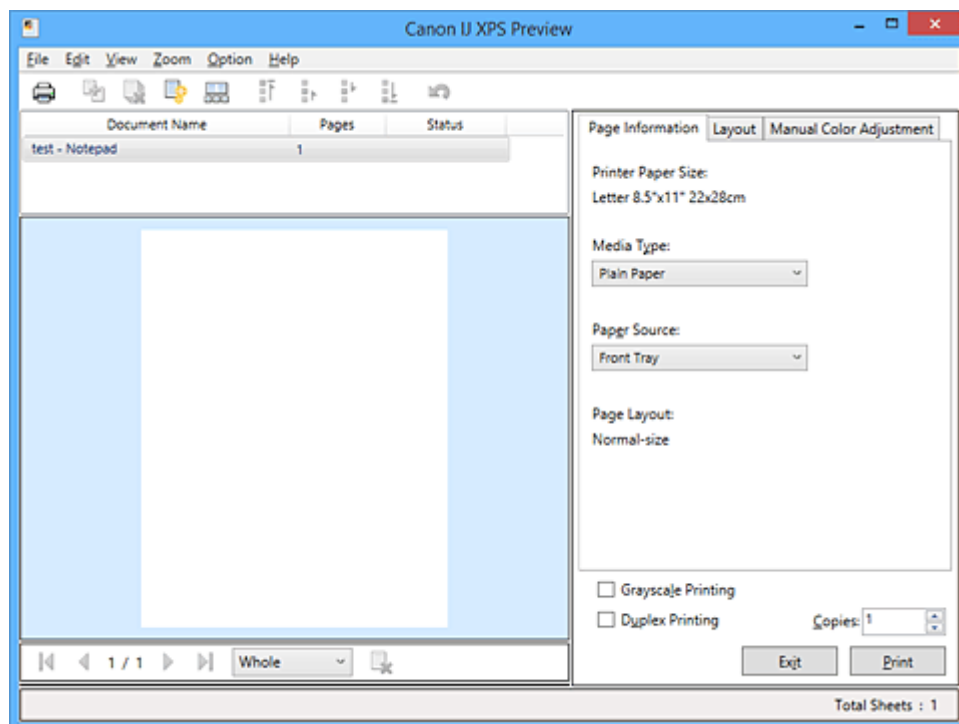 Canon IJ XPS Preview
File Edit View Zoom Option Help
Document Name Pages Status
test - Notepad 1
Page Information Layout Manual Color Adjustment
Printer Paper Size:
Letter 8.5"x11" 22x28cm
Media Type:
Plain Paper
Paper Source:
Front Tray
Page Layout:
Normal-size
Grayscale Printing
Duplex Printing Copies: 1
1 / 1 Whole
Exit Print
Total Sheets : 1